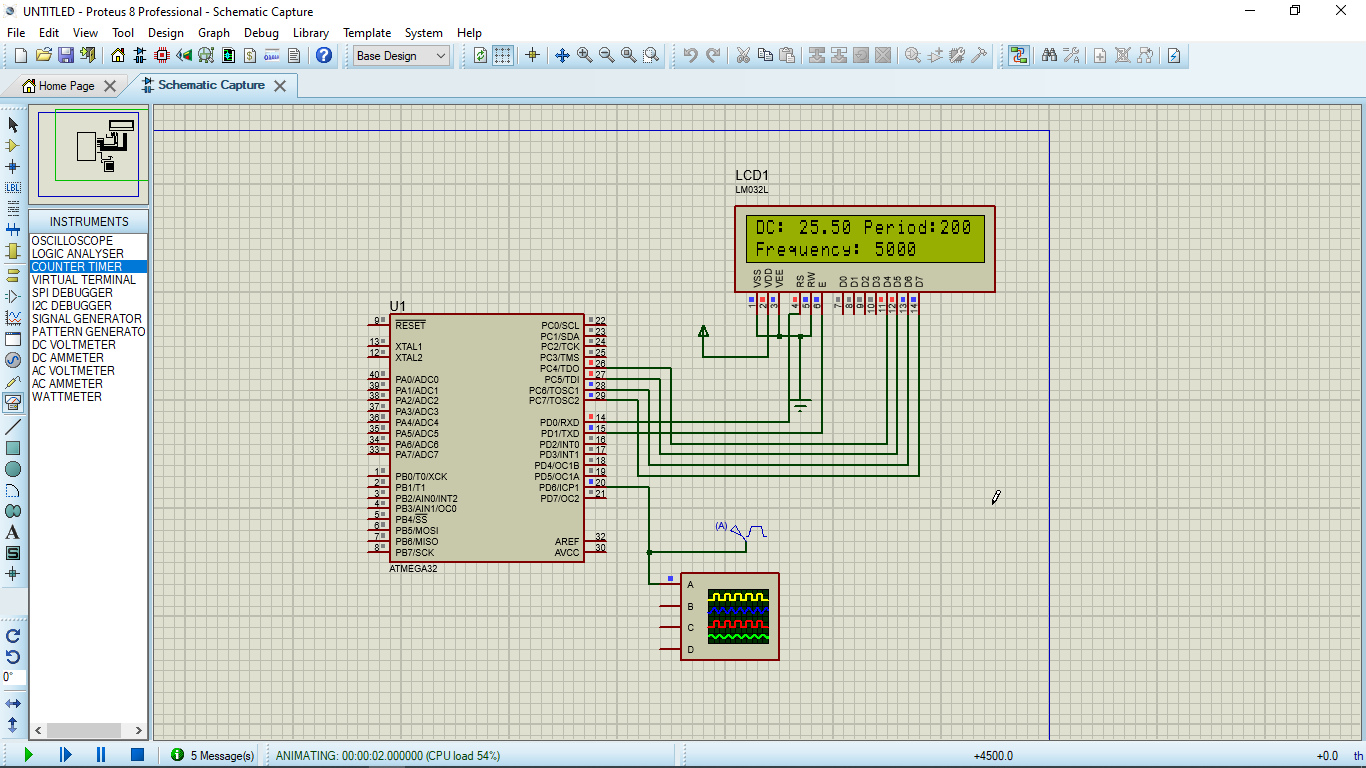 UNTITLED - Proteus 8 Professional - Schematic Capture
File Edit View Tool Design Graph Debug Library Template System Help
Base Design
Home Page
Schematic Capture
LBL
INSTRUMENTS
OSCILLOSCOPE
LOGIC ANALYSER
COUNTER TIMER
VIRTUAL TERMINAL
SPI DEBUGGER
I2C DEBUGGER
SIGNAL GENERATOR
PATTERN GENERATO
DC VOLTMETER
DC AMMETER
AC VOLTMETER
AC AMMETER
WATTMETER
A
S
0°
LCD1
LM032L
DC: 25.50 Period:200
Frequency: 5000
VSS VDD VEE RS RW E D0 D1 D2 D3 D4 D5 D6 D7
1 2 3 4 5 6 7 8 9 10 11 12 13 14
U1
9 RESET PC0/SCL 22
PC1/SDA 23
13 XTAL1 PC2/TCK 24
12 XTAL2 PC3/TMS 25
PC4/TDO 26
40 PA0/ADC0 PC5/TDI 27
39 PA1/ADC1 PC6/TOSC1 28
38 PA2/ADC2 PC7/TOSC2 29
37 PA3/ADC3
36 PA4/ADC4 PD0/RXD 14
35 PA5/ADC5 PD1/TXD 15
34 PA6/ADC6 PD2/INT0 16
33 PA7/ADC7 PD3/INT1 17
PD4/OC1B 18
1 PB0/T0/XCK PD5/OC1A 19
2 PB1/T1 PD6/ICP1 20
3 PB2/AIN0/INT2 PD7/OC2 21
4 PB3/AIN1/OC0
5 PB4/SS
6 PB5/MOSI
7 PB6/MISO AREF 32
8 PB7/SCK AVCC 30
ATMEGA32
(A)
A
B
C
D
5 Message(s)
ANIMATING: 00:00:02.000000 (CPU load 54%)
+4500.0
+0.0
th